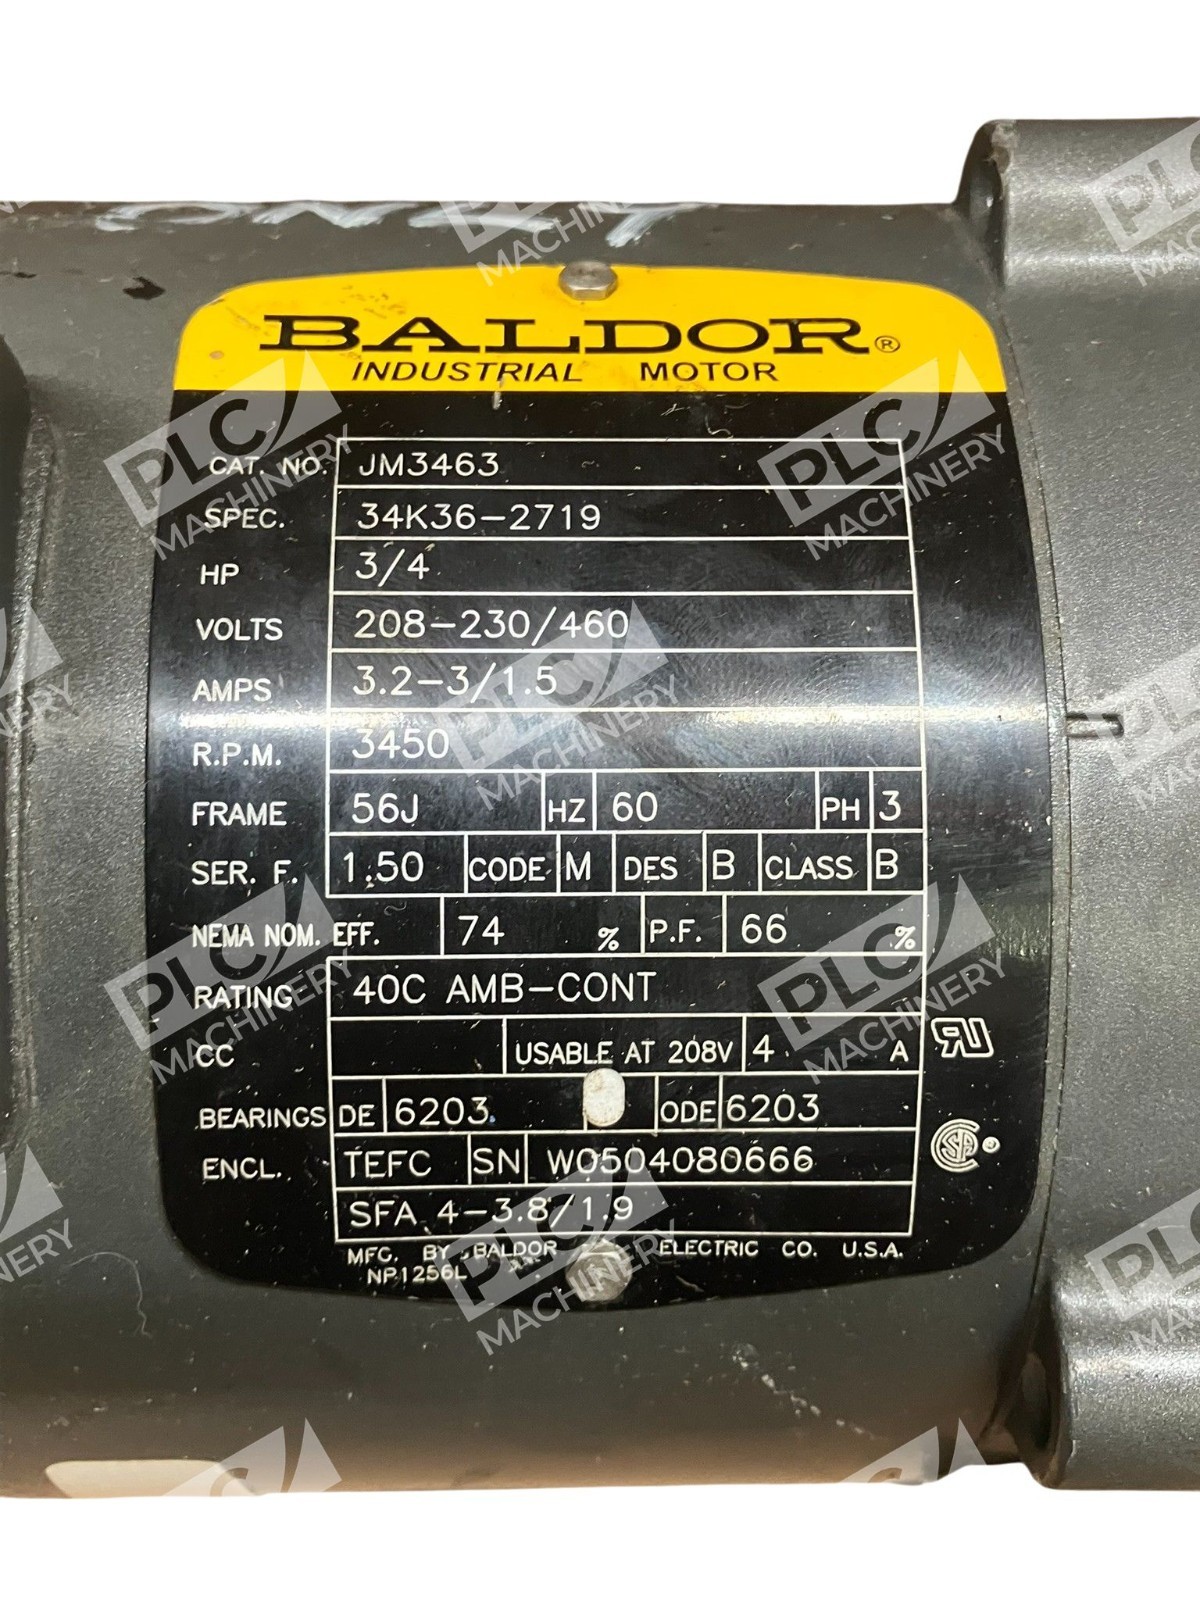 BALDOR®
INDUSTRIAL MOTOR
CAT. NO. JM3463
SPEC. 34K36-2719
HP 3/4
VOLTS 208-230/460
AMPS 3.2-3/1.5
R.P.M. 3450
FRAME 56J HZ 60 PH 3
SER. F. 1.50 CODE M DES B CLASS B
NEMA NOM. EFF. 74 % P.F. 66 %
RATING 40C AMB-CONT
CC USABLE AT 208V 4 A
BEARINGS DE 6203 ODE 6203
ENCL. TEFC SN W0504080666
SFA 4-3.8/1.9
MFG. BY BALDOR ELECTRIC CO. U.S.A.
NP1256L
PLC MACHINERY